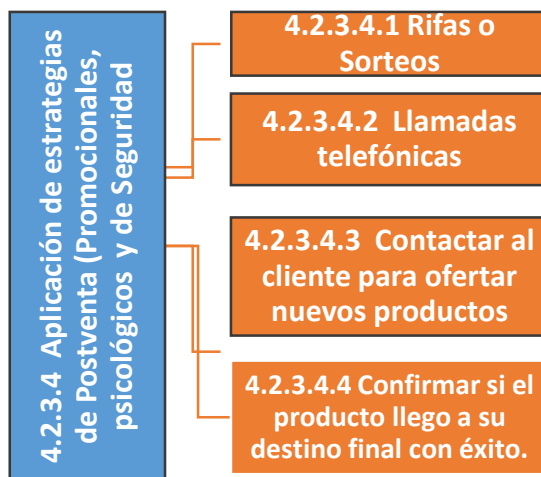 4.2.3.4 Aplicación de estrategias
de Postventa (Promocionales,
psicológicos y de Seguridad
4.2.3.4.1 Rifas o
Sorteos
4.2.3.4.2 Llamadas
telefónicas
4.2.3.4.3 Contactar al
cliente para ofertar
nuevos productos
4.2.3.4.4 Confirmar si el
producto llego a su
destino final con éxito.